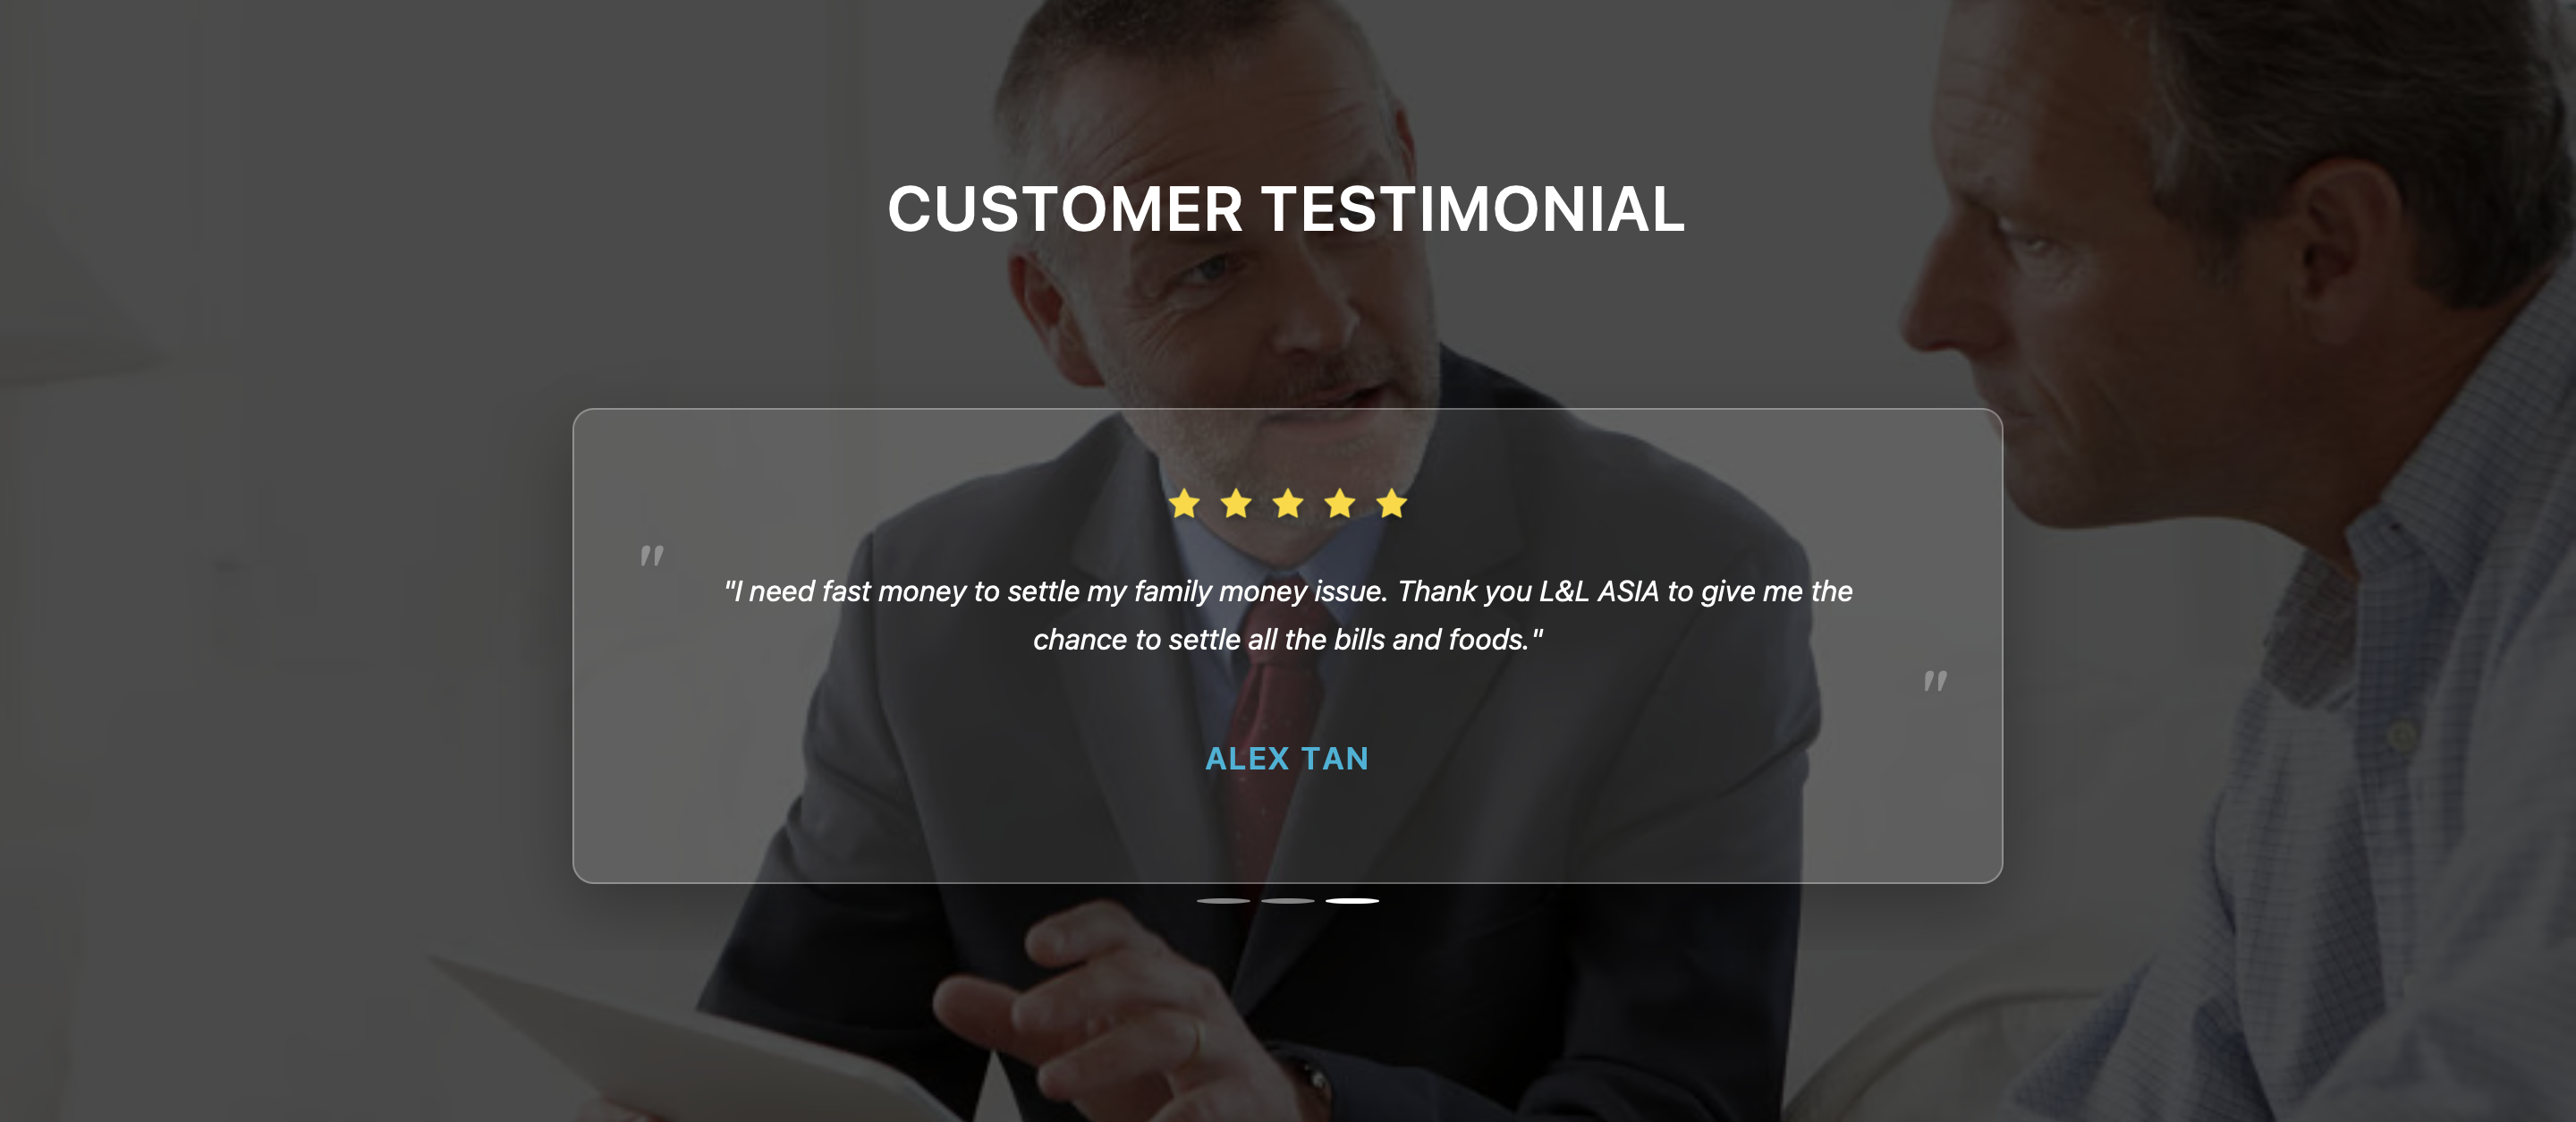 CUSTOMER TESTIMONIAL
"
"I need fast money to settle my family money issue. Thank you L&L ASIA to give me the
chance to settle all the bills and foods."
"
ALEX TAN